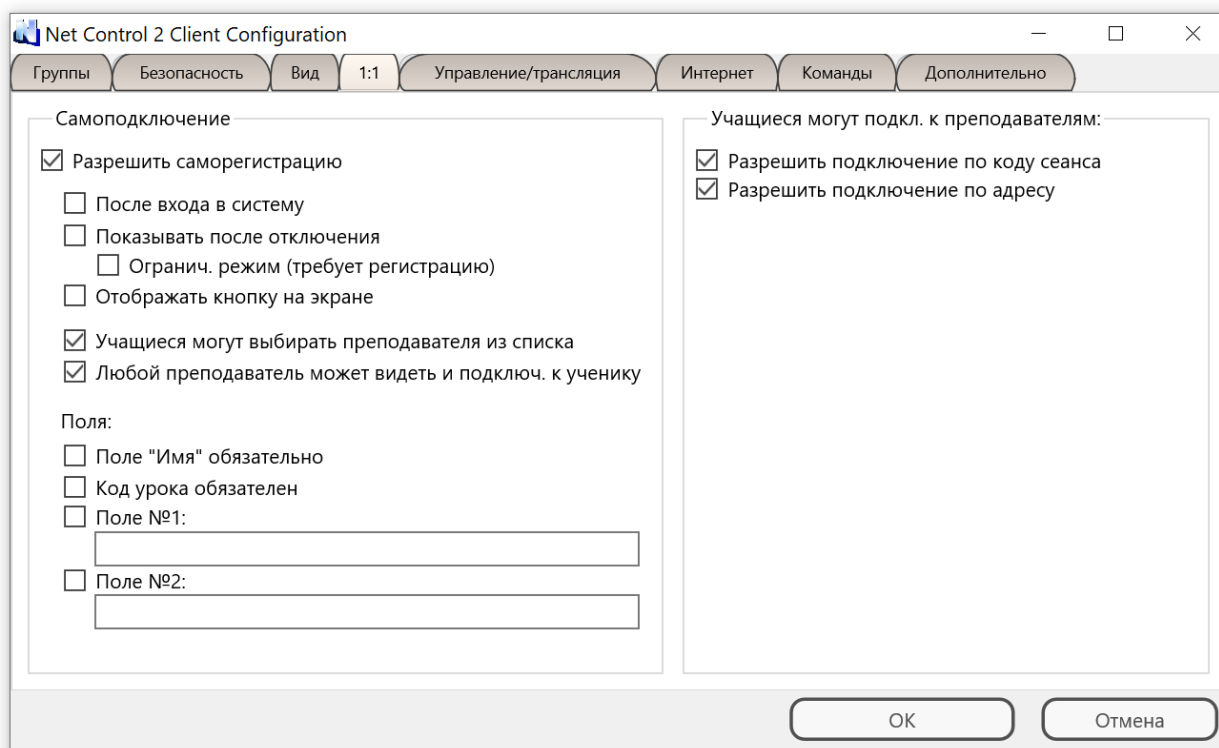 Net Control 2 Client Configuration
Группы Безопасность Вид 1:1 Управление/трансляция Интернет Команды Дополнительно
Самоподключение
Разрешить саморегистрацию
После входа в систему
Показывать после отключения
Огранич. режим (требует регистрацию)
Отображать кнопку на экране
Учащиеся могут выбирать преподавателя из списка
Любой преподаватель может видеть и подключ. к ученику
Поля:
Поле "Имя" обязательно
Код урока обязателен
Поле №1:
Поле №2:
Учащиеся могут подкл. к преподавателям:
Разрешить подключение по коду сеанса
Разрешить подключение по адресу
ОК Отмена